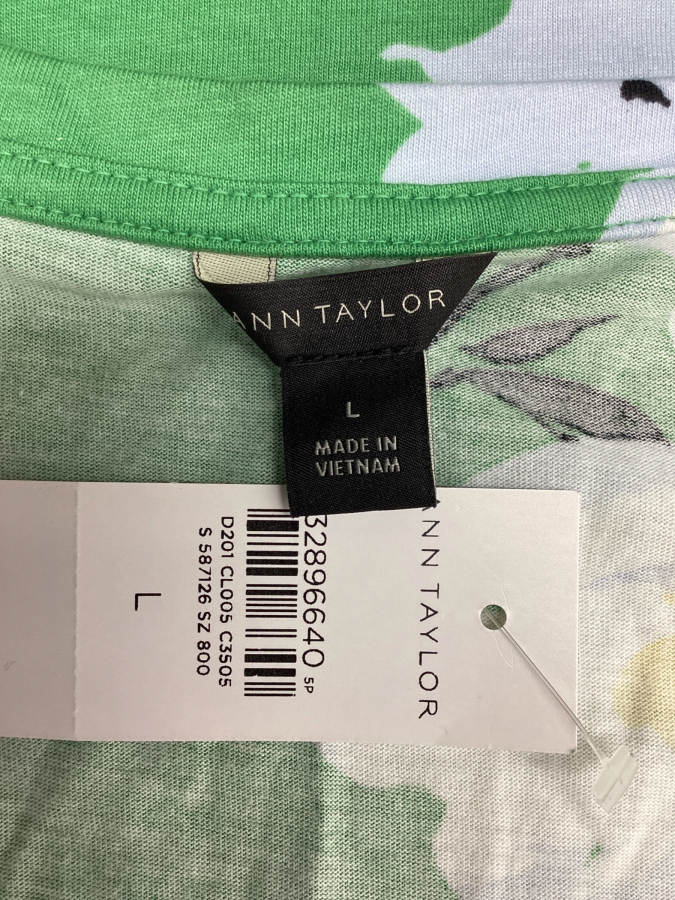 ANN TAYLOR
L
MADE IN
VIETNAM
ANN TAYLOR
32896640 5P
D201 CL005 C3505
S 587126 SZ 800
L